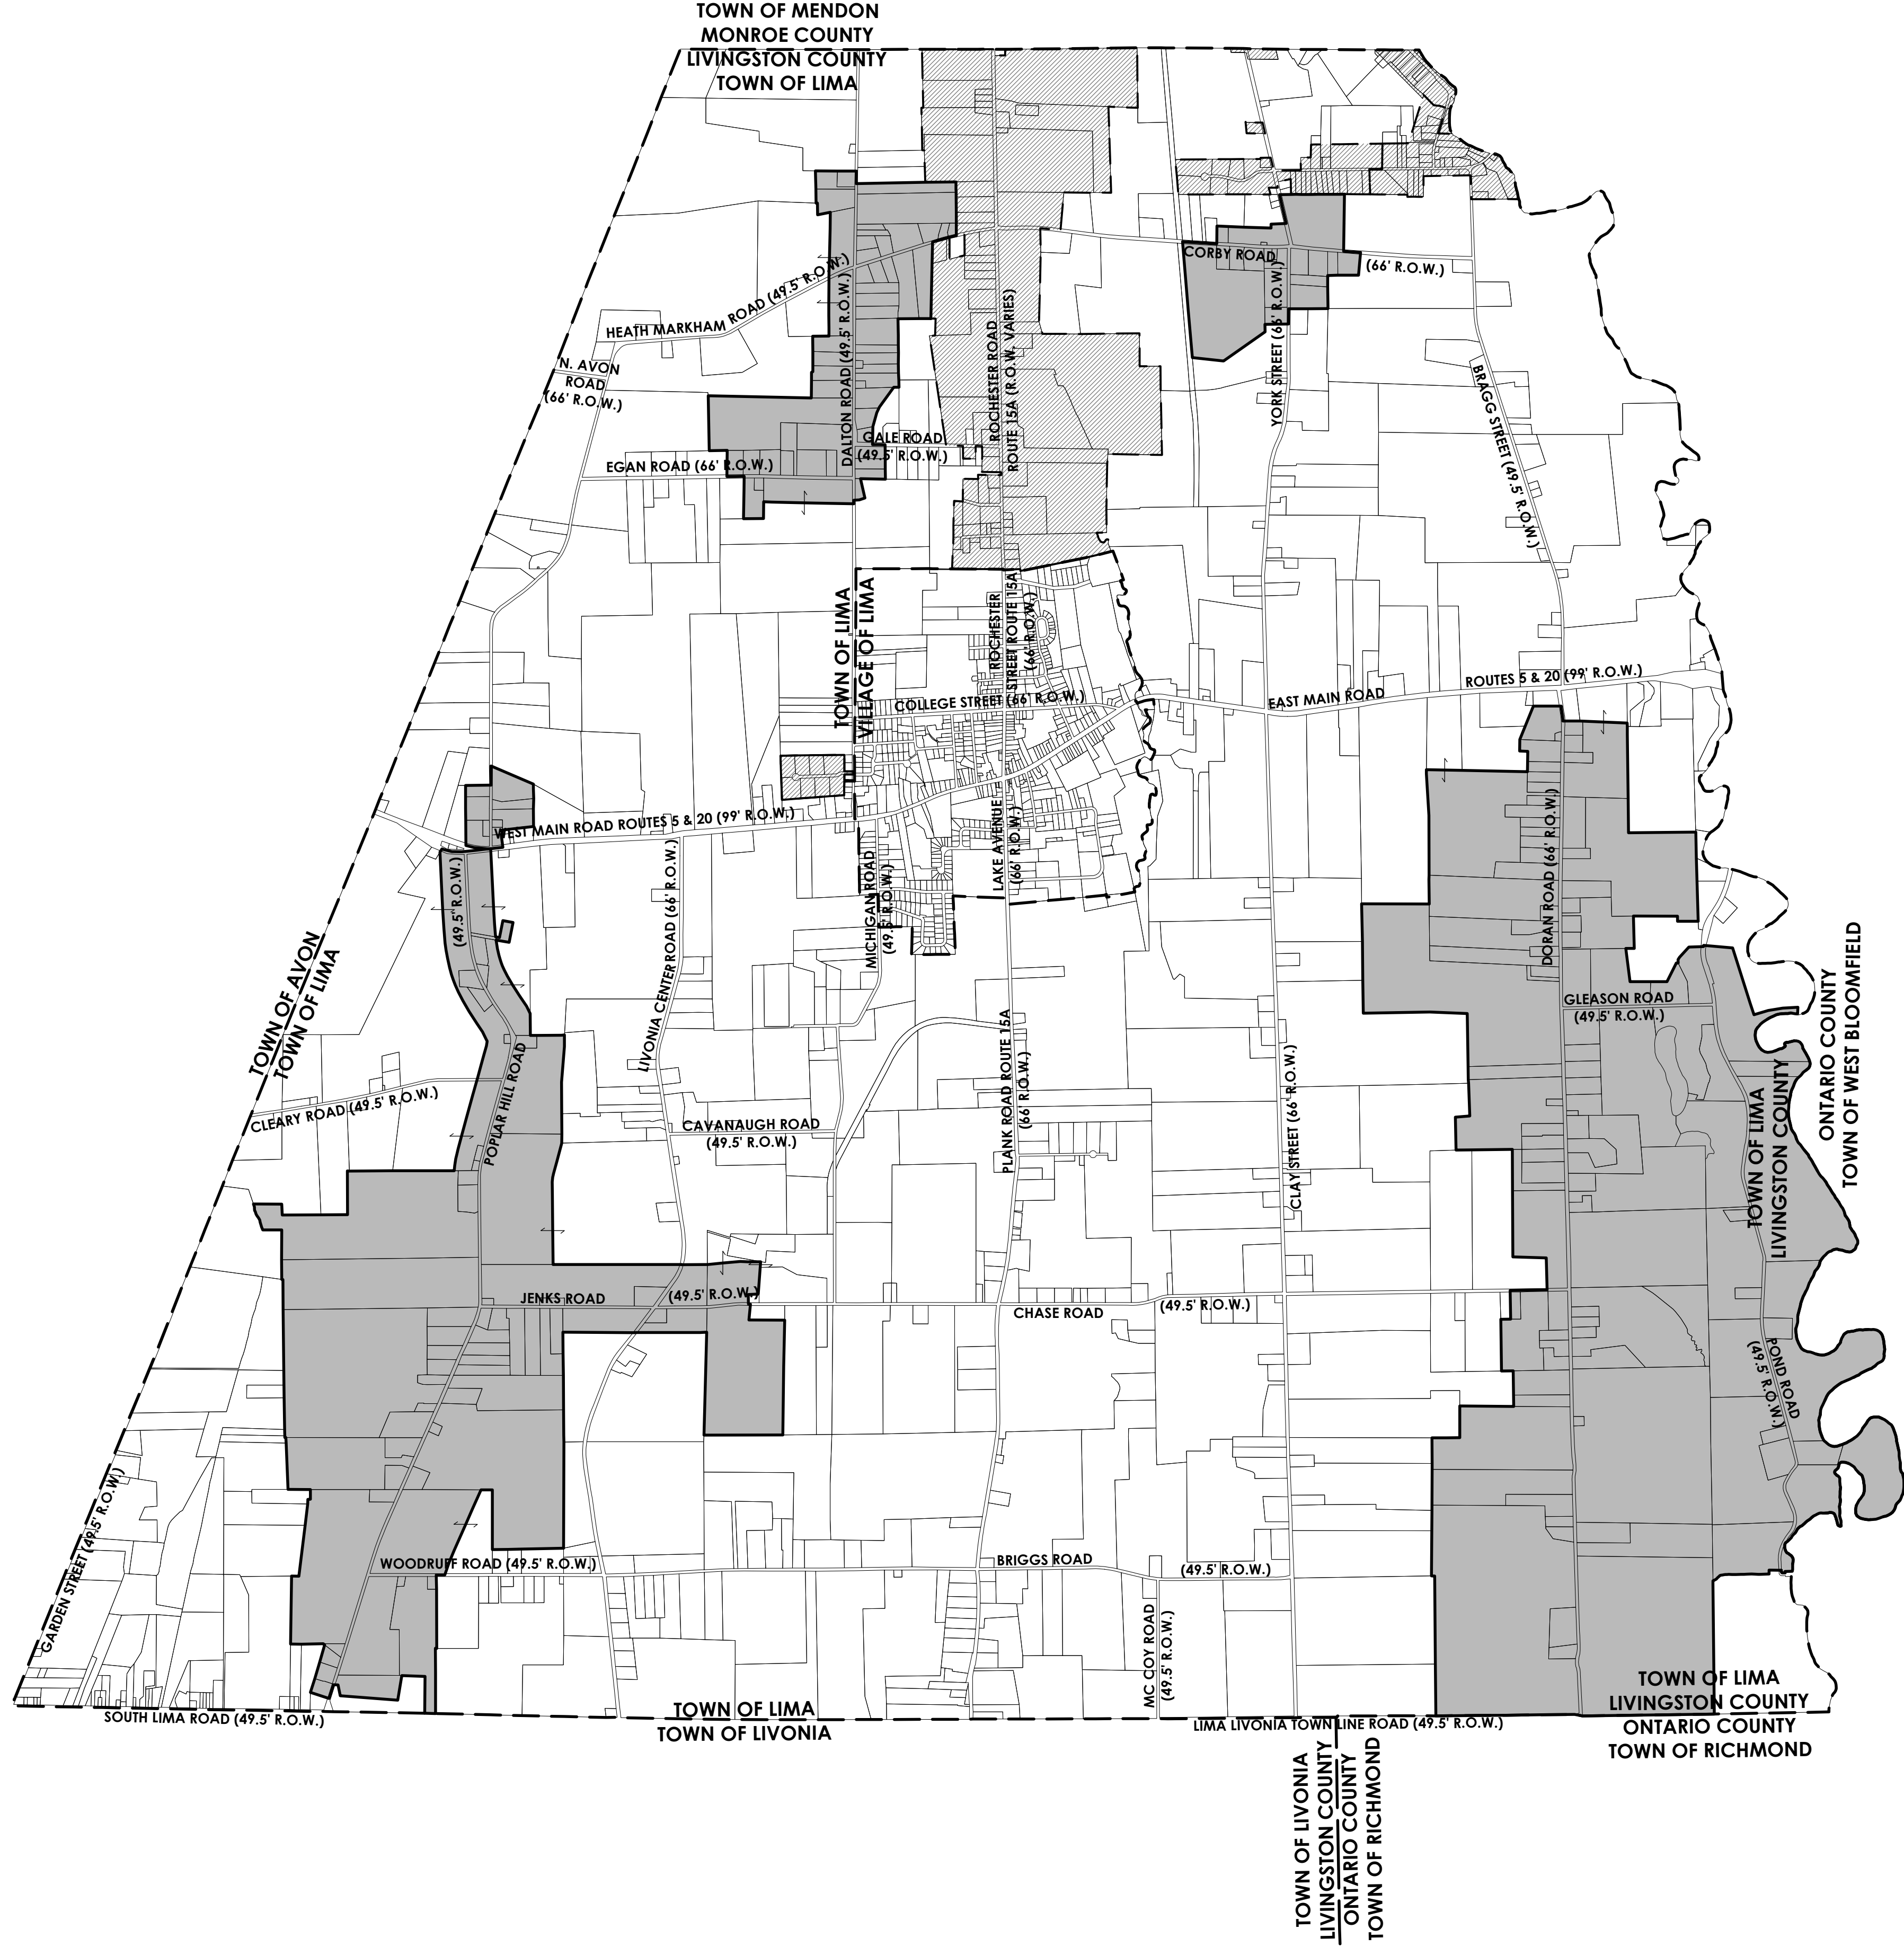 TOWN OF MENDON
MONROE COUNTY
LIVINGSTON COUNTY
TOWN OF LIMA
CORBY ROAD
(66' R.O.W.)
HEATH MARKHAM ROAD (49.5' R.O.W.)
DALTON ROAD (49.5' R.O.W.)
ROCHESTER ROAD
ROUTE 15A (R.O.W. VARIES)
YORK STREET (66' R.O.W.)
BRAGG STREET (49.5' R.O.W.)
N. AVON
ROAD
(66' R.O.W.)
GALE ROAD
(49.5' R.O.W.)
EGAN ROAD (66' R.O.W.)
TOWN OF LIMA
VILLAGE OF LIMA
ROCHESTER
STREET ROUTE 15A
(66' R.O.W.)
COLLEGE STREET (66' R.O.W.)
EAST MAIN ROAD
ROUTES 5 & 20 (99' R.O.W.)
WEST MAIN ROAD ROUTES 5 & 20 (99' R.O.W.)
LAKE AVENUE
(66' R.O.W.)
MICHIGAN ROAD
(49.5' R.O.W.)
(49.5' R.O.W.)
LIVONIA CENTER ROAD (66' R.O.W.)
DORAN ROAD (66' R.O.W.)
TOWN OF AVON
TOWN OF LIMA
ONTARIO COUNTY
TOWN OF WEST BLOOMFIELD
GLEASON ROAD
(49.5' R.O.W.)
POPLAR HILL ROAD
CLEARY ROAD (49.5' R.O.W.)
CAVANAUGH ROAD
(49.5' R.O.W.)
PLANK ROAD ROUTE 15A
(66' R.O.W.)
CLAY STREET (66' R.O.W.)
TOWN OF LIMA
LIVINGSTON COUNTY
JENKS ROAD
(49.5' R.O.W.)
CHASE ROAD
(49.5' R.O.W.)
POND ROAD
(49.5' R.O.W.)
GARDEN STREET (49.5' R.O.W.)
WOODRUFF ROAD (49.5' R.O.W.)
BRIGGS ROAD
(49.5' R.O.W.)
MC COY ROAD
(49.5' R.O.W.)
SOUTH LIMA ROAD (49.5' R.O.W.)
TOWN OF LIMA
TOWN OF LIVONIA
LIMA LIVONIA TOWN LINE ROAD (49.5' R.O.W.)
TOWN OF LIMA
LIVINGSTON COUNTY
ONTARIO COUNTY
TOWN OF RICHMOND
TOWN OF LIVONIA
LIVINGSTON COUNTY
ONTARIO COUNTY
TOWN OF RICHMOND